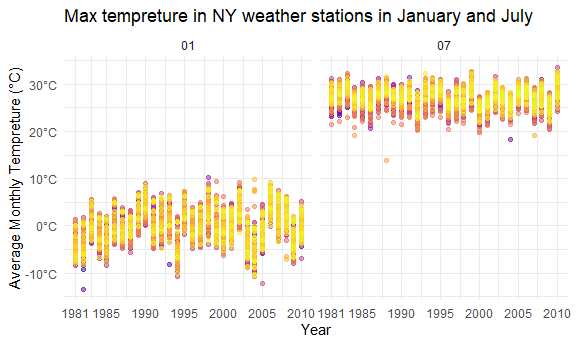 Max tempreture in NY weather stations in January and July
01 07
30°C
20°C
10°C
0°C
-10°C
Average Monthly Tempreture (°C)
1981 1985 1990 1995 2000 2005 2010 1981 1985 1990 1995 2000 2005 2010
Year